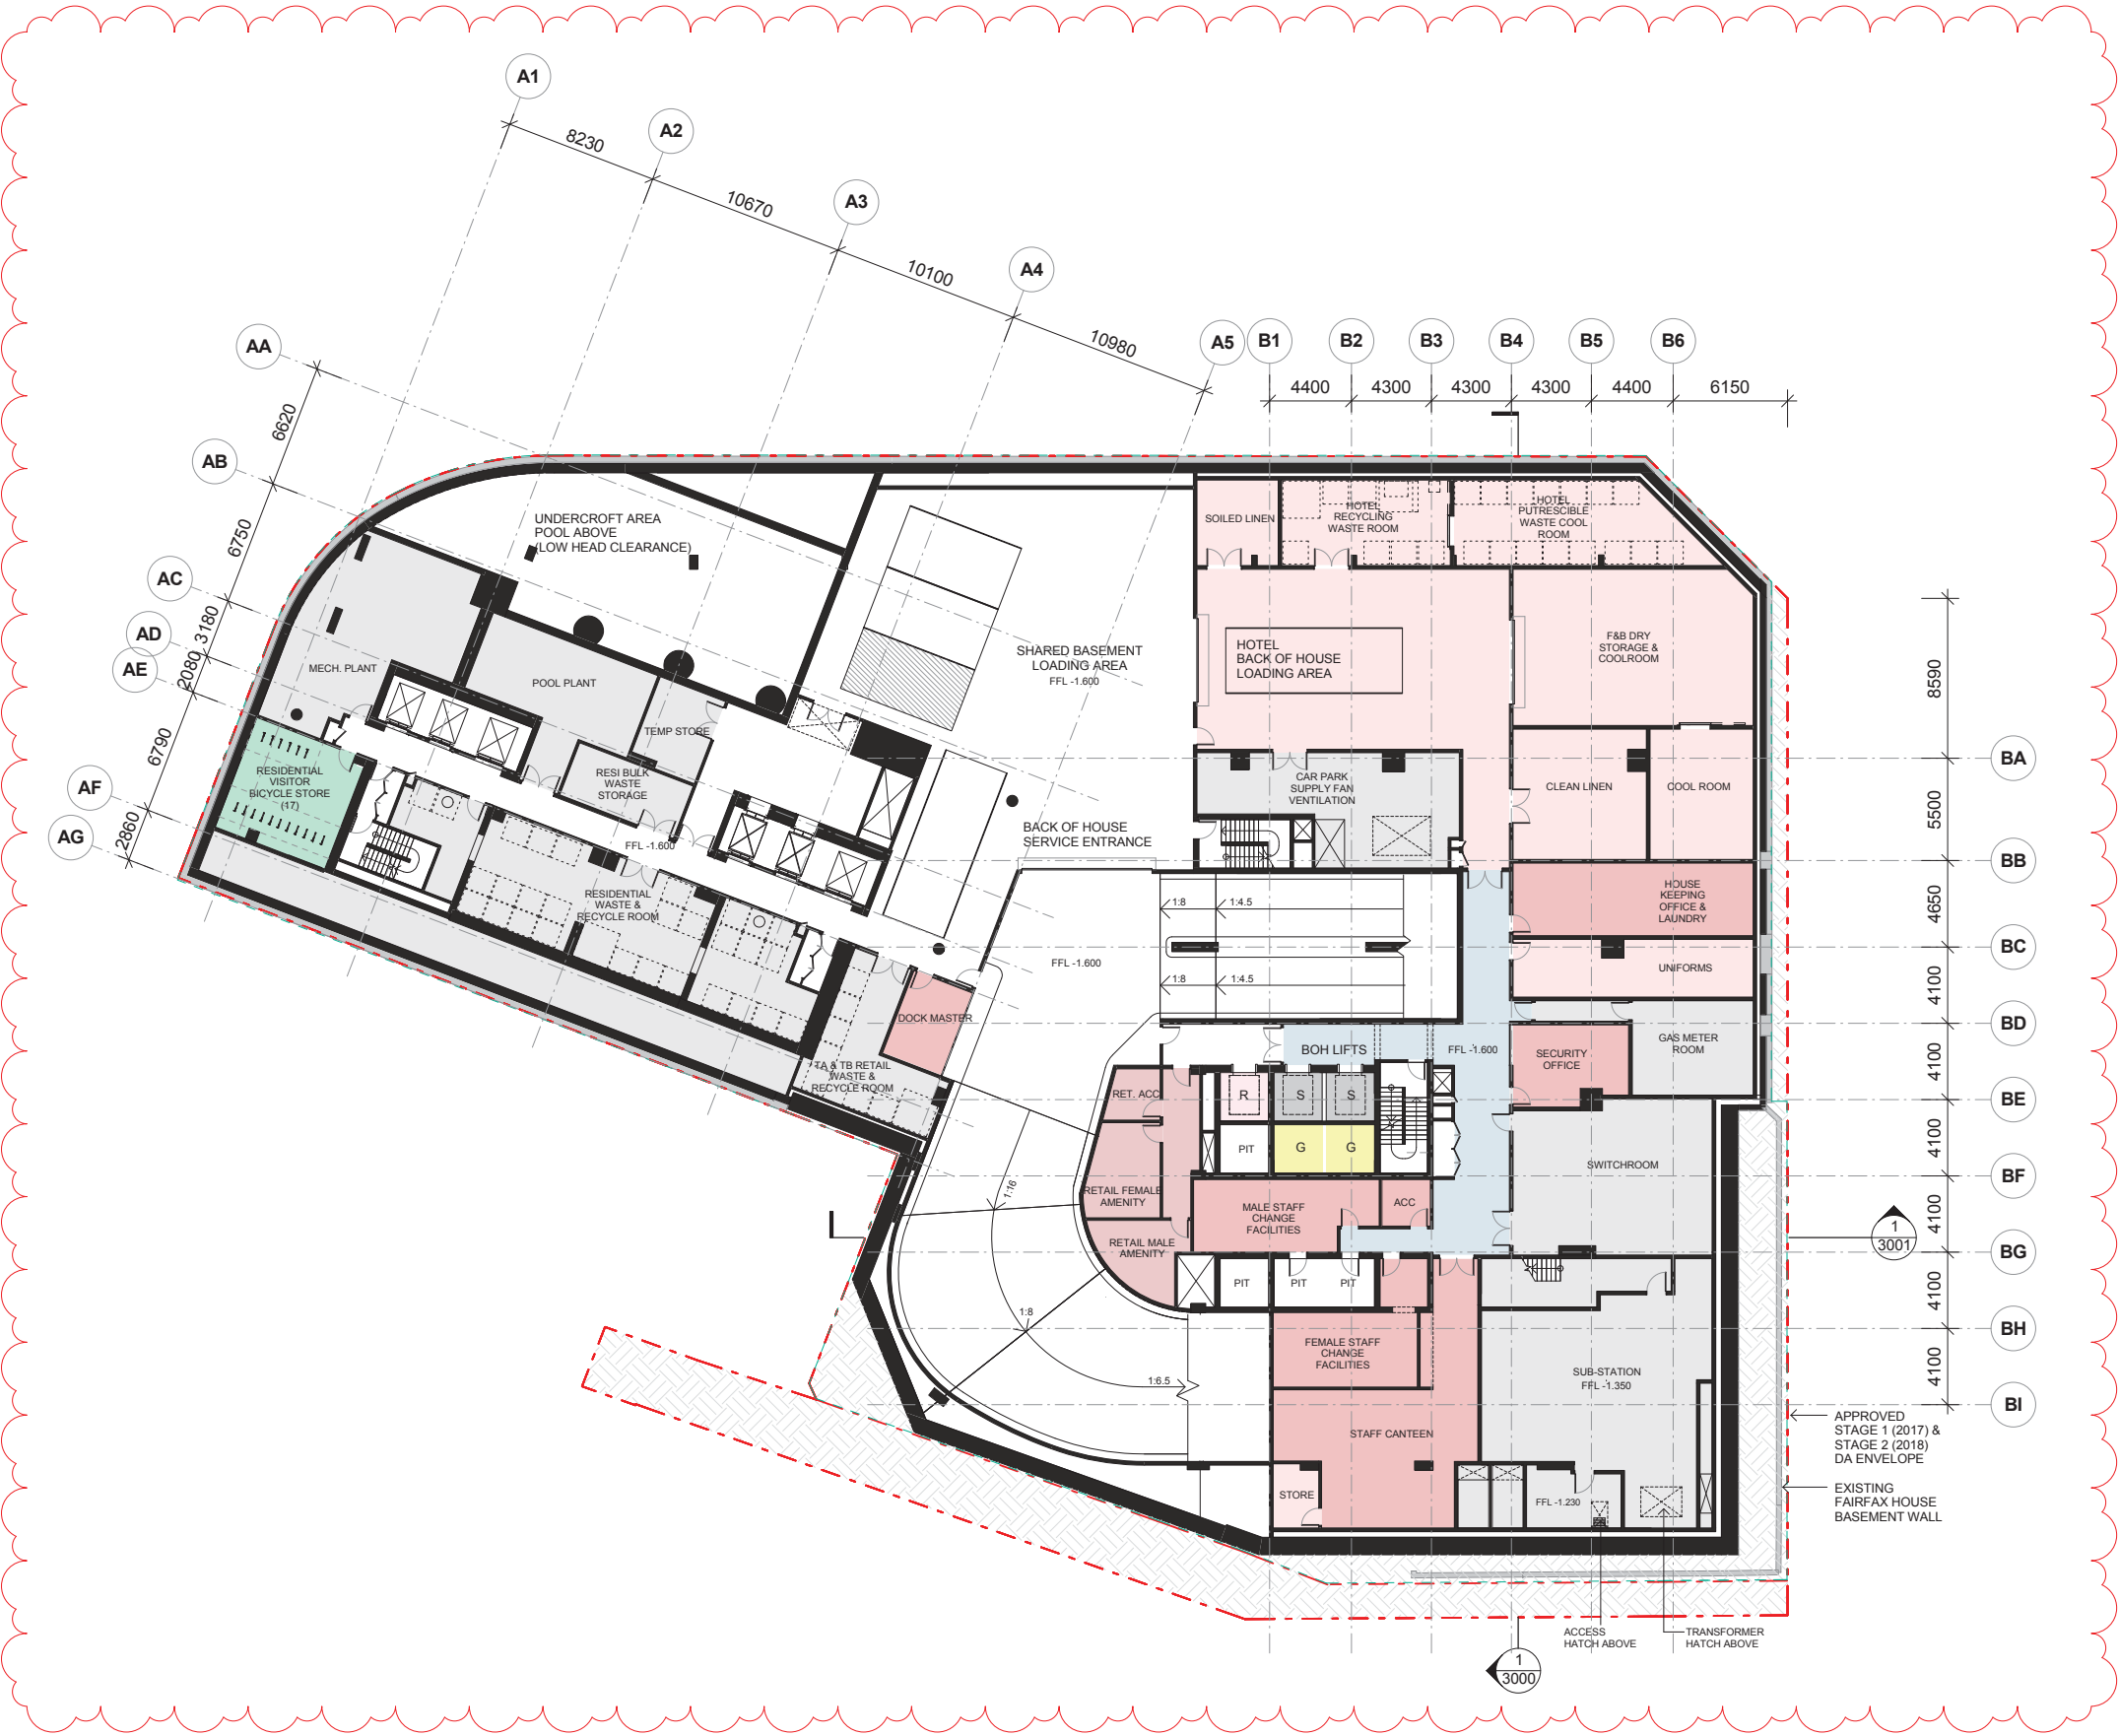 A1
A2
A3
A4
A5
B1
B2
B3
B4
B5
B6
8230
10670
10100
10980
4400
4300
4300
4300
4400
6150
AA
AB
AC
AD
AE
AF
AG
6620
6750
3180
2080
6790
2860
UNDERCROFT AREA
POOL ABOVE
(LOW HEAD CLEARANCE)
MECH. PLANT
POOL PLANT
TEMP STORE
RESI BULK
WASTE
STORAGE
RESIDENTIAL
VISITOR
BICYCLE STORE
(17)
FFL -1.600
RESIDENTIAL
WASTE &
RECYCLE ROOM
TA & TB RETAIL
WASTE &
RECYCLE ROOM
DOCK MASTER
SHARED BASEMENT
LOADING AREA
FFL -1.600
BACK OF HOUSE
SERVICE ENTRANCE
FFL -1.600
SOILED LINEN
HOTEL
RECYCLING
WASTE ROOM
HOTEL
PUTRESCIBLE
WASTE COOL
ROOM
HOTEL
BACK OF HOUSE
LOADING AREA
F&B DRY
STORAGE &
COOLROOM
CAR PARK
SUPPLY FAN
VENTILATION
CLEAN LINEN
COOL ROOM
HOUSE
KEEPING
OFFICE &
LAUNDRY
UNIFORMS
1:8
1:4.5
1:8
1:4.5
BOH LIFTS
FFL -1.600
SECURITY
OFFICE
GAS METER
ROOM
RET. ACC
R
S
S
PIT
G
G
SWITCHROOM
RETAIL FEMALE
AMENITY
MALE STAFF
CHANGE
FACILITIES
ACC
RETAIL MALE
AMENITY
PIT
PIT
PIT
1:16
1:8
1:6.5
FEMALE STAFF
CHANGE
FACILITIES
SUB-STATION
FFL -1.350
STAFF CANTEEN
STORE
FFL -1.230
8590
5500
4650
4100
4100
4100
4100
4100
4100
BA
BB
BC
BD
BE
BF
BG
BH
BI
1
3001
APPROVED
STAGE 1 (2017) &
STAGE 2 (2018)
DA ENVELOPE
EXISTING
FAIRFAX HOUSE
BASEMENT WALL
ACCESS
HATCH ABOVE
TRANSFORMER
HATCH ABOVE
1
3000